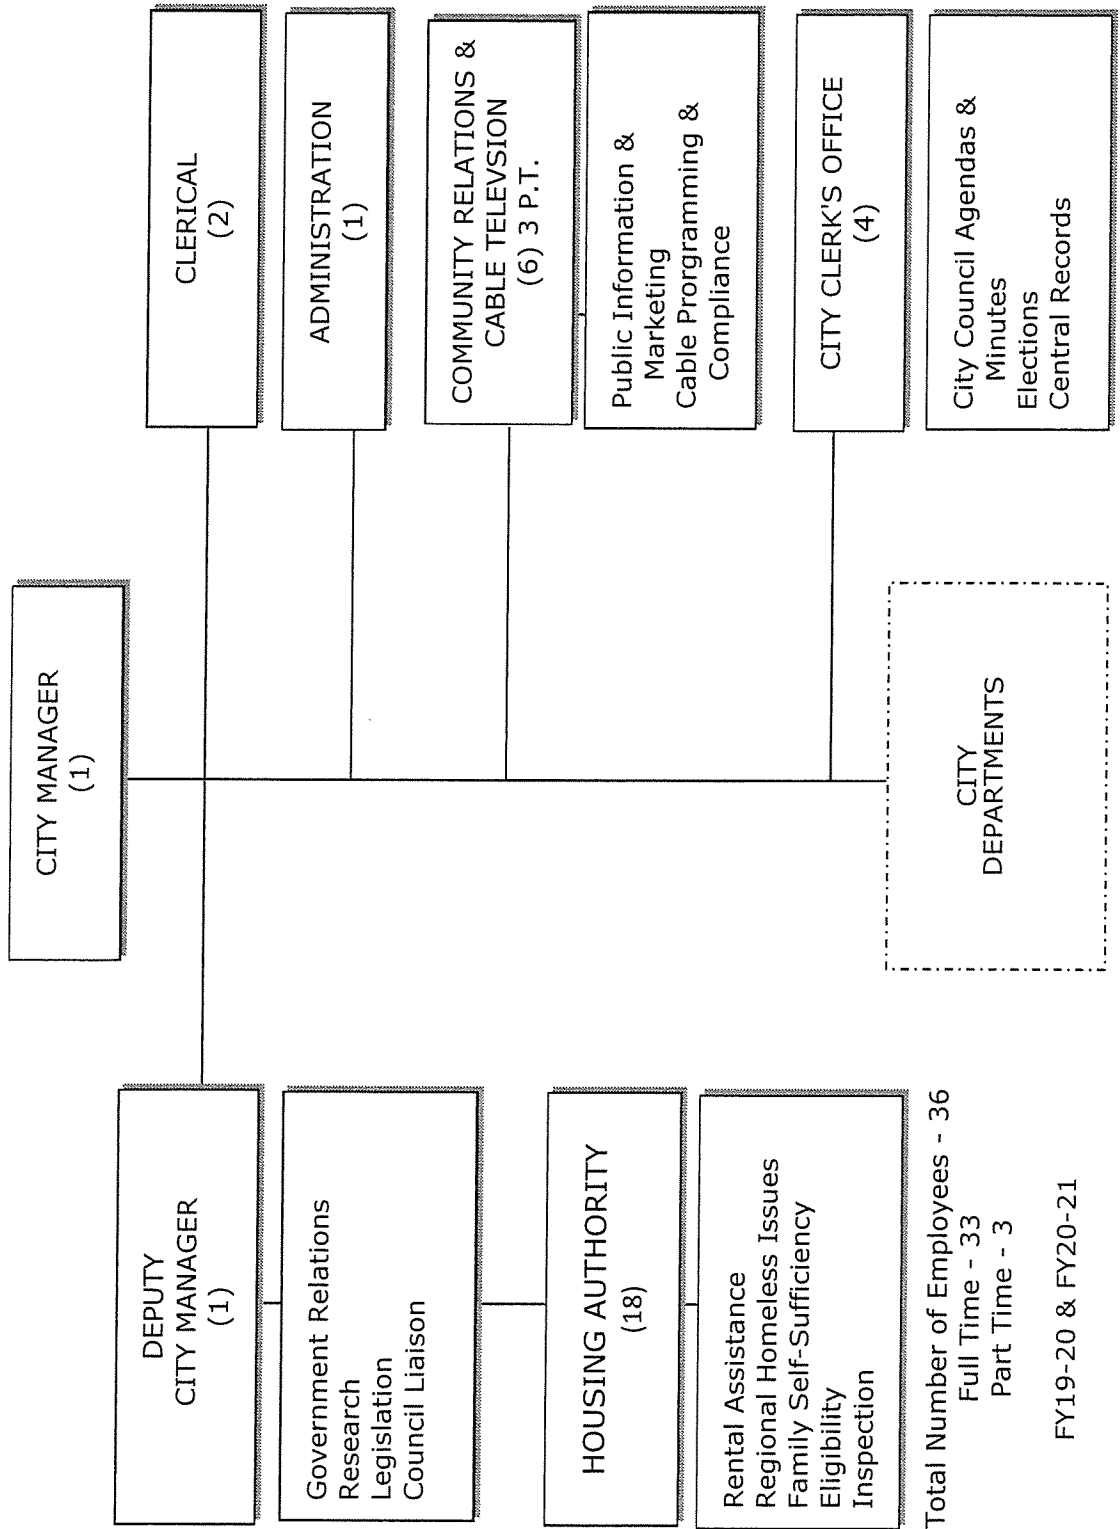 CITY MANAGER
(1)
DEPUTY
CITY MANAGER
(1)
Government Relations
Research
Legislation
Council Liaison
HOUSING AUTHORITY
(18)
Rental Assistance
Regional Homeless Issues
Family Self-Sufficiency
Eligibility
Inspection
CLERICAL
(2)
ADMINISTRATION
(1)
COMMUNITY RELATIONS &
CABLE TELEVSION
(6) 3 P.T.
Public Information &
Marketing
Cable Prorgramming &
Compliance
CITY CLERK'S OFFICE
(4)
City Council Agendas &
Minutes
Elections
Central Records
CITY
DEPARTMENTS
Total Number of Employees - 36
Full Time - 33
Part Time - 3
FY19-20 & FY20-21